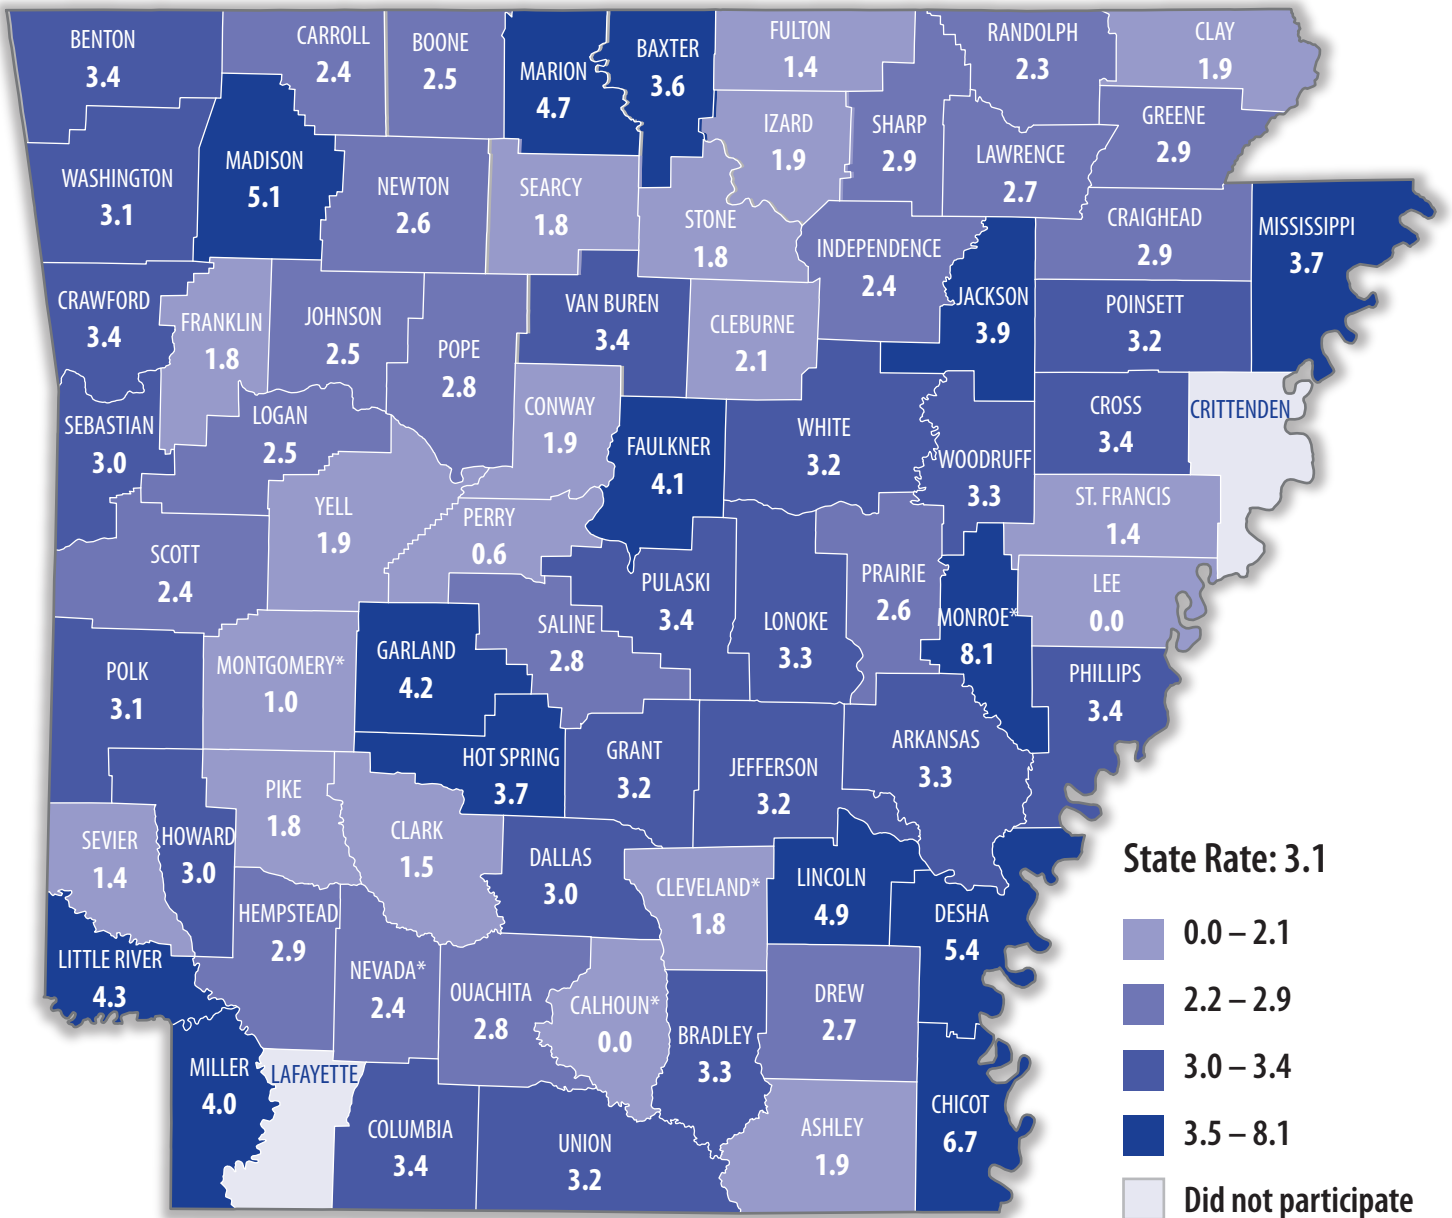 BENTON
3.4
CARROLL
2.4
BOONE
2.5
MARION
4.7
BAXTER
3.6
FULTON
1.4
RANDOLPH
2.3
CLAY
1.9
WASHINGTON
3.1
MADISON
5.1
NEWTON
2.6
SEARCY
1.8
STONE
1.8
IZARD
1.9
SHARP
2.9
LAWRENCE
2.7
GREENE
2.9
CRAIGHEAD
2.9
MISSISSIPPI
3.7
CRAWFORD
3.4
FRANKLIN
1.8
JOHNSON
2.5
POPE
2.8
VAN BUREN
3.4
CLEBURNE
2.1
INDEPENDENCE
2.4
JACKSON
3.9
POINSETT
3.2
SEBASTIAN
3.0
LOGAN
2.5
CONWAY
1.9
FAULKNER
4.1
WHITE
3.2
WOODRUFF
3.3
CROSS
3.4
CRITTENDEN
SCOTT
2.4
YELL
1.9
PERRY
0.6
PULASKI
3.4
LONOKE
3.3
PRAIRIE
2.6
MONROE*
8.1
ST. FRANCIS
1.4
LEE
0.0
POLK
3.1
MONTGOMERY*
1.0
GARLAND
4.2
SALINE
2.8
PHILLIPS
3.4
HOT SPRING
3.7
GRANT
3.2
JEFFERSON
3.2
ARKANSAS
3.3
SEVIER
1.4
HOWARD
3.0
PIKE
1.8
CLARK
1.5
DALLAS
3.0
CLEVELAND*
1.8
LINCOLN
4.9
DESHA
5.4
LITTLE RIVER
4.3
HEMPSTEAD
2.9
NEVADA*
2.4
OUACHITA
2.8
CALHOUN*
0.0
BRADLEY
3.3
DREW
2.7
MILLER
4.0
LAFAYETTE
COLUMBIA
3.4
UNION
3.2
ASHLEY
1.9
CHICOT
6.7
State Rate: 3.1
0.0 – 2.1
2.2 – 2.9
3.0 – 3.4
3.5 – 8.1
Did not participate